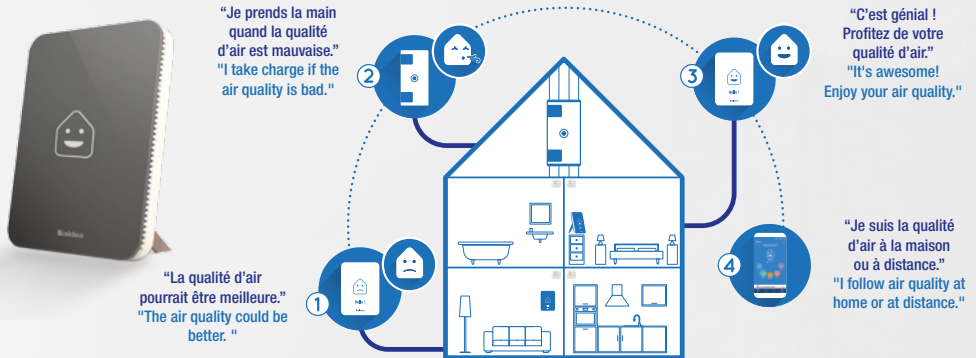 “Je prends la main
quand la qualité
d'air est mauvaise.”
"I take charge if the
air quality is bad."
2
“C'est génial !
Profitez de votre
qualité d'air.”
"It's awesome!
Enjoy your air quality."
3
“La qualité d'air
pourrait être meilleure.”
"The air quality could be
better. "
1
“Je suis la qualité
d'air à la maison
ou à distance.”
"I follow air quality at
home or at distance."
4